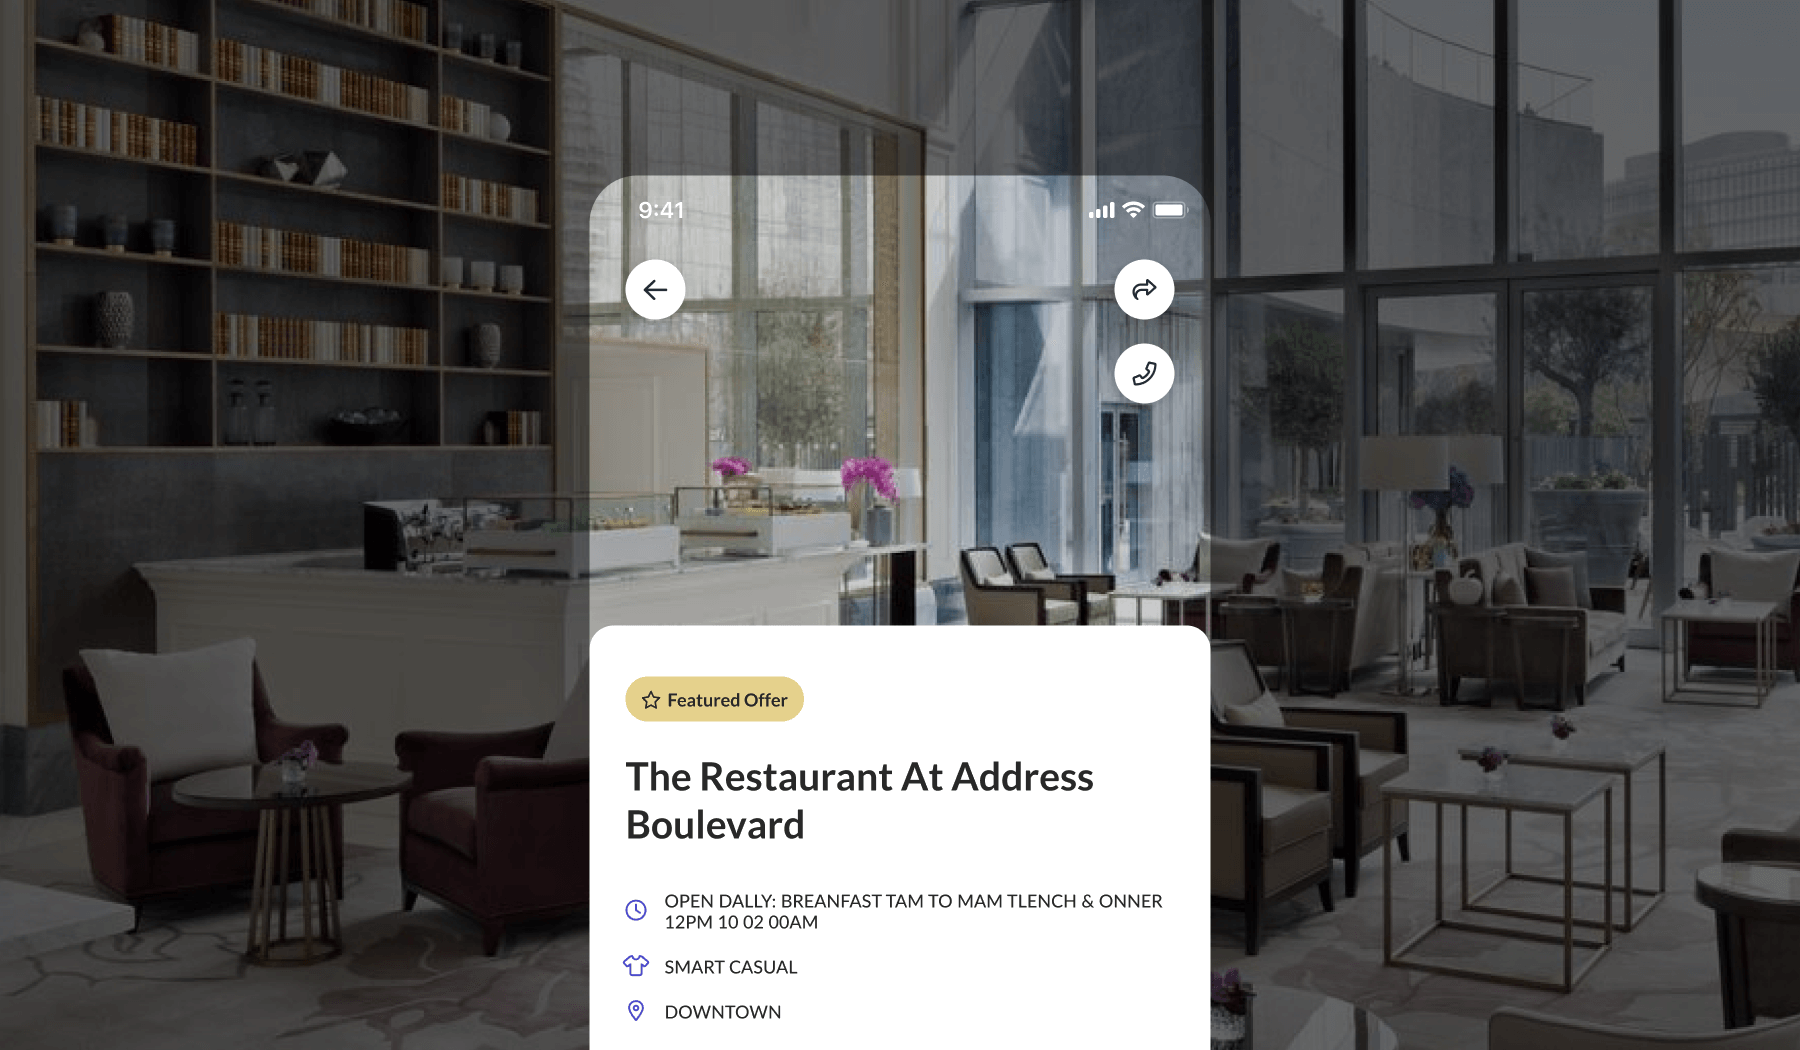 9:41
Featured Offer
The Restaurant At Address
Boulevard
OPEN DALLY: BREANFAST TAM TO MAM TLENCH & ONNER
12PM 10 02 00AM
SMART CASUAL
DOWNTOWN